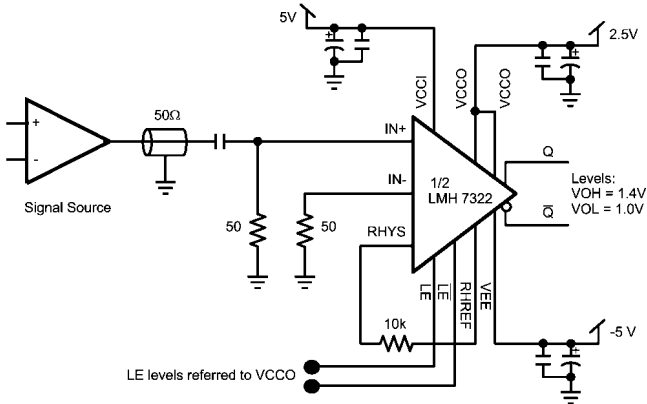 5V
2.5V
50Ω
VCCI
VCCO
VCCO
+
-
IN+
Q
IN-
1/2
LMH 7322
Levels:
VOH = 1.4V
VOL = 1.0V
Signal Source
50
50
RHYS
Q
LE
LE
RHREF
VEE
10k
-5 V
LE levels referred to VCCO